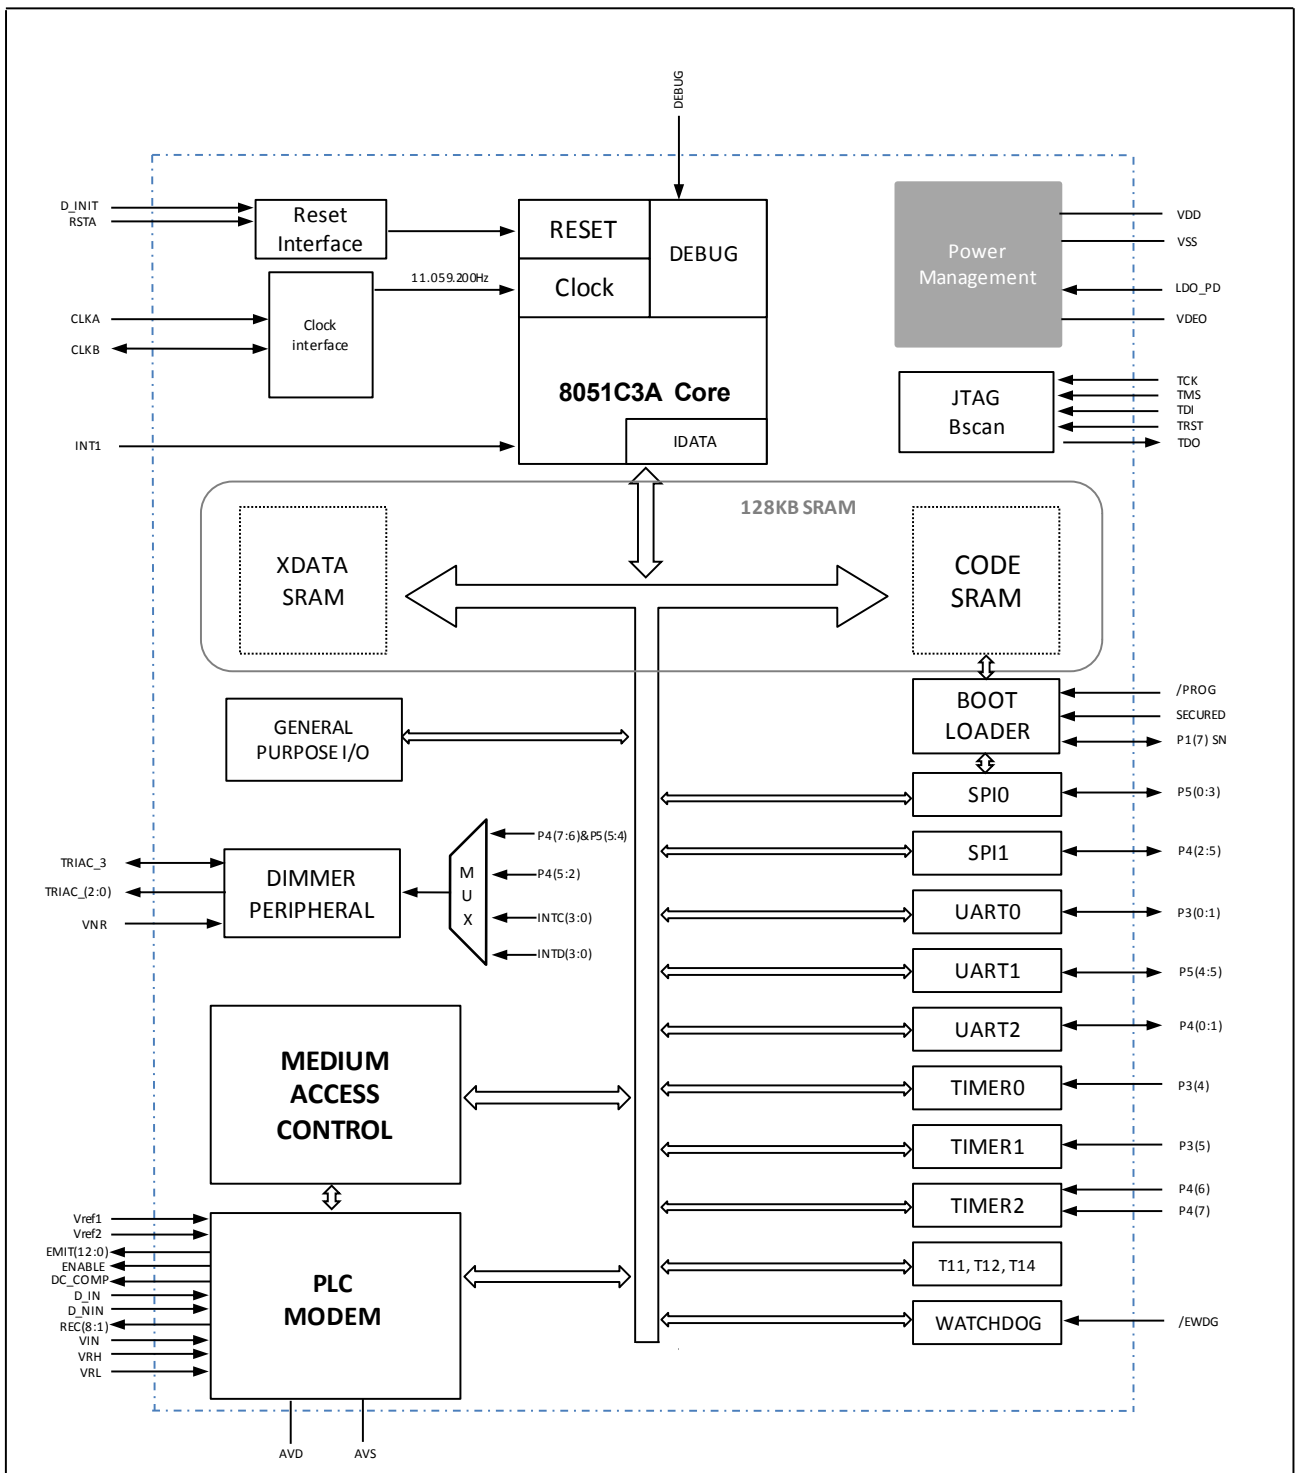 DEBUG
D_INIT
RSTA
Reset
Interface
RESET
DEBUG
Clock
11.059.200Hz
CLKA
CLKB
Clock
interface
8051C3A Core
IDATA
INT1
Power
Management
VDD
VSS
LDO_PD
VDEO
JTAG
Bscan
TCK
TMS
TDI
TRST
TDO
128KB SRAM
XDATA
SRAM
CODE
SRAM
BOOT
LOADER
/PROG
SECURED
P1(7) SN
GENERAL
PURPOSE I/O
SPI0
P5(0:3)
SPI1
P4(2:5)
UART0
P3(0:1)
UART1
P5(4:5)
UART2
P4(0:1)
TIMER0
P3(4)
TIMER1
P3(5)
TIMER2
P4(6)
P4(7)
T11, T12, T14
WATCHDOG
/EWDG
TRIAC_3
TRIAC_(2:0)
VNR
DIMMER
PERIPHERAL
M
U
X
P4(7:6)&P5(5:4)
P4(5:2)
INTC(3:0)
INTD(3:0)
MEDIUM
ACCESS
CONTROL
PLC
MODEM
Vref1
Vref2
EMIT(12:0)
ENABLE
DC_COMP
D_IN
D_NIN
REC(8:1)
VIN
VRH
VRL
AVD
AVS